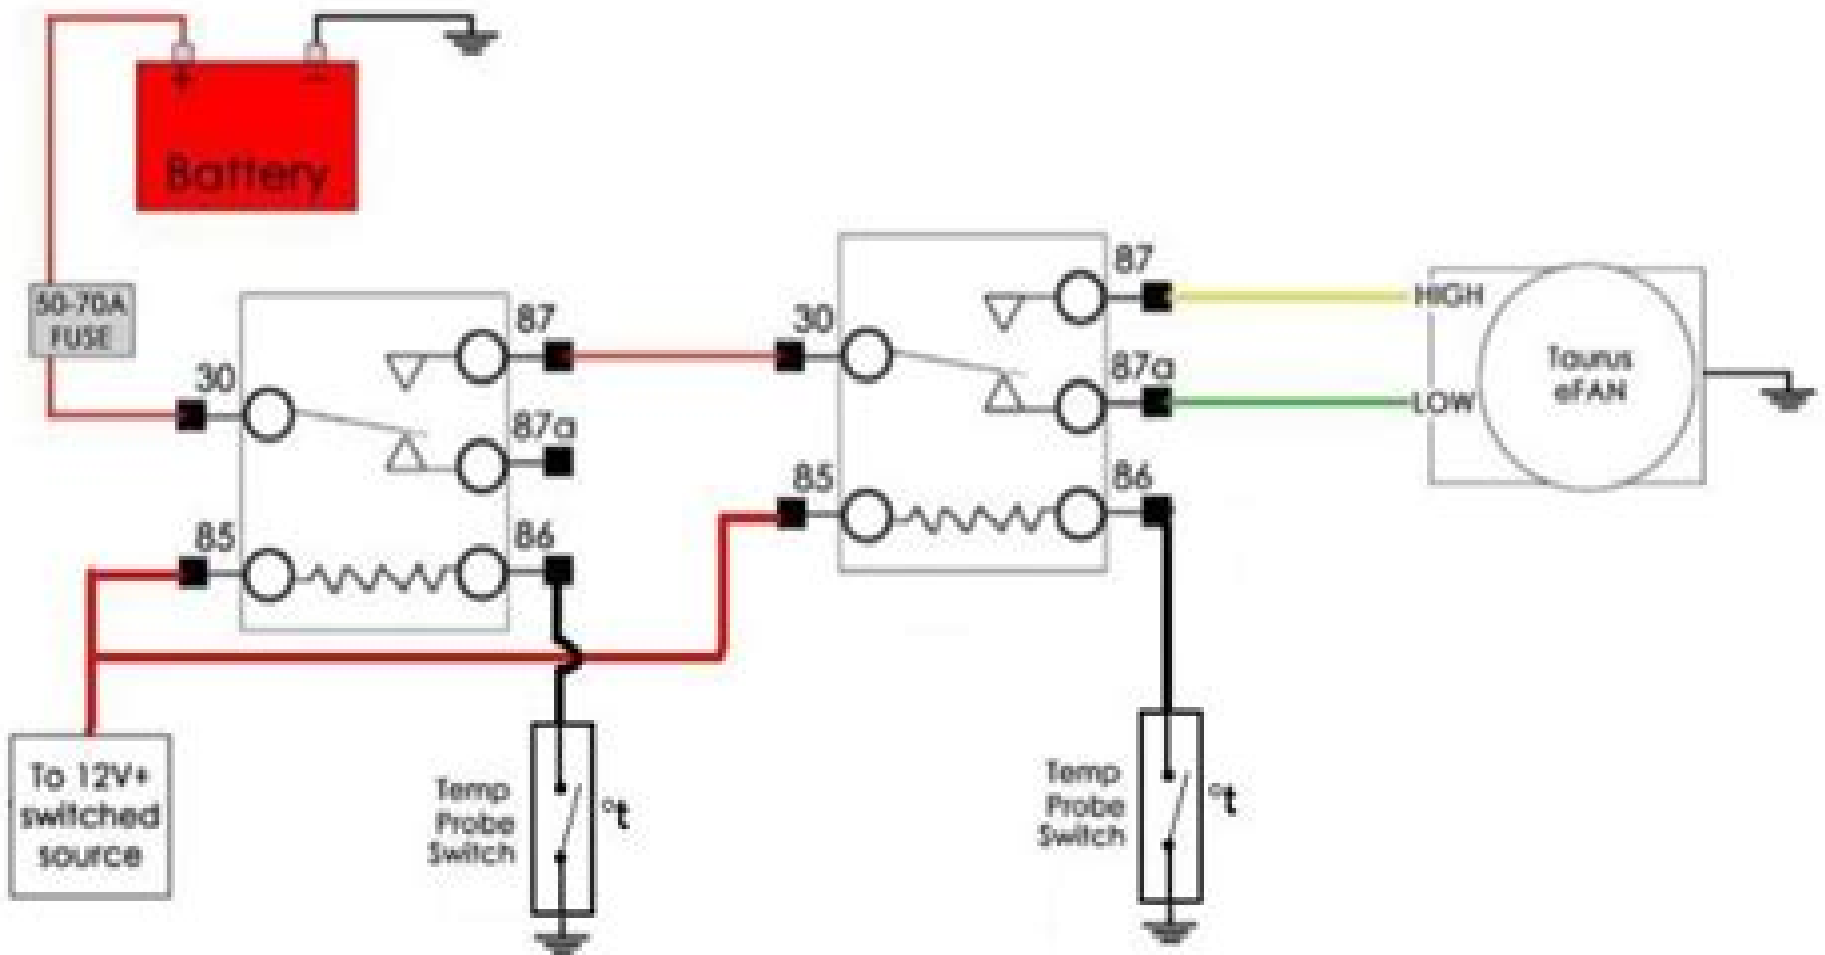 +
−
Battery
50-70A
FUSE
30
87
87a
85
86
30
87
87a
85
86
HIGH
LOW
Taurus
eFAN
To 12V+
switched
source
Temp
Probe
Switch
°t
Temp
Probe
Switch
°t